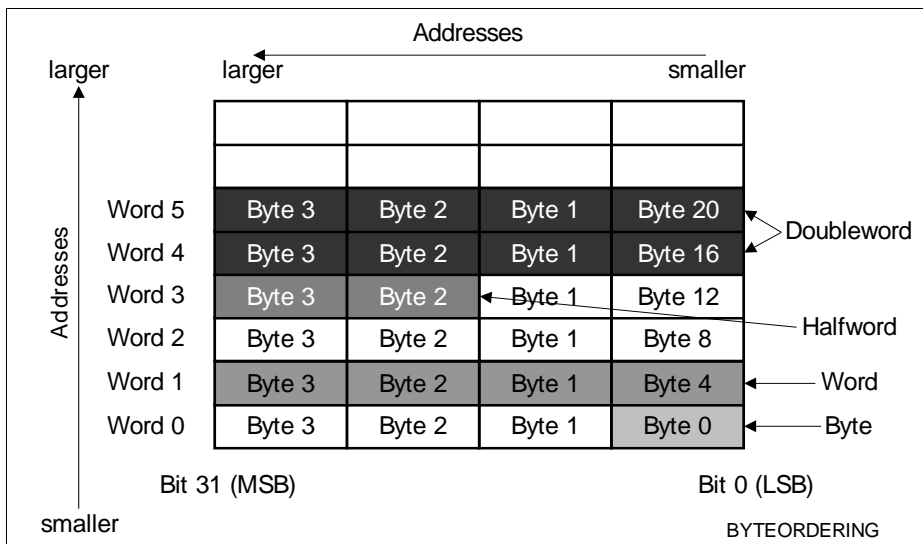 Addresses
larger larger smaller
Addresses
Word 5 Byte 3 Byte 2 Byte 1 Byte 20
Doubleword
Word 4 Byte 3 Byte 2 Byte 1 Byte 16
Word 3 Byte 3 Byte 2 Byte 1 Byte 12
Halfword
Word 2 Byte 3 Byte 2 Byte 1 Byte 8
Word 1 Byte 3 Byte 2 Byte 1 Byte 4 Word
Word 0 Byte 3 Byte 2 Byte 1 Byte 0 Byte
Bit 31 (MSB) Bit 0 (LSB)
smaller
BYTEORDERING